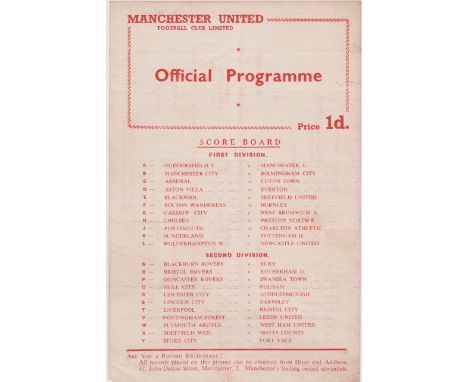 MANCHESTER UNITED
FOOTBALL CLUB LIMITED
Official Programme
Price 1d.
SCORE BOARD
FIRST DIVISION.
A — HUDDERSFIELD T. v MANCHESTER U.
B — MANCHESTER CITY v BIRMINGHAM CITY
C — ARSENAL v LUTON TOWN
D — ASTON VILLA v EVERTON
E — BLACKPOOL v SHEFFIELD UNITED
F — BOLTON WANDERERS v BURNLEY
G — CARDIFF CITY v WEST BROMWICH A.
H — CHELSEA v PRESTON NORTH E.
J — PORTSMOUTH v CHARLTON ATHLETIC
K — SUNDERLAND v TOTTENHAM H.
L — WOLVERHAMPTON W. v NEWCASTLE UNITED
SECOND DIVISION.
N — BLACKBURN ROVERS v BURY
O — BRISTOL ROVERS v ROTHERHAM U.
P — DONCASTER ROVERS v SWANSEA TOWN
Q — HULL CITY v FULHAM
R — LEICESTER CITY v MIDDLESBROUGH
S — LINCOLN CITY v BARNSLEY
T — LIVERPOOL v BRISTOL CITY
V — NOTTINGHAM FOREST v LEEDS UNITED
W — PLYMOUTH ARGYLE v WEST HAM UNITED
X — SHEFFIELD WED. v NOTTS COUNTY
Y — STOKE CITY v PORT VALE
ARE YOU A RECORD ENTHUSIAST?
All records played on this ground can be obtained from Hime and Addison,
37, John Dalton Street, Manchester, 2. Manchester's leading record specialists.